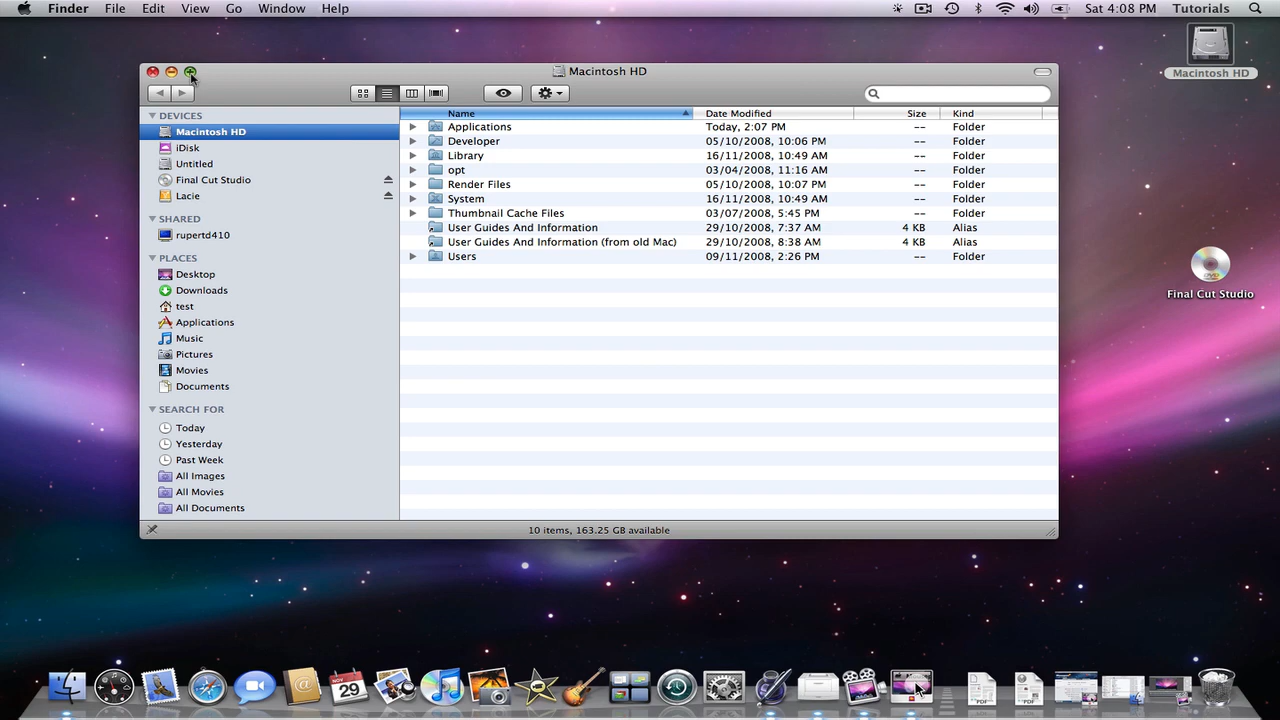 Finder File Edit View Go Window Help Sat 4:08 PM Tutorials
Macintosh HD
Macintosh HD
DEVICES
Macintosh HD
iDisk
Untitled
Final Cut Studio
Lacie
SHARED
rupertd410
PLACES
Desktop
Downloads
test
Applications
Music
Pictures
Movies
Documents
SEARCH FOR
Today
Yesterday
Past Week
All Images
All Movies
All Documents
Name Date Modified Size Kind
Applications Today, 2:07 PM -- Folder
Developer 05/10/2008, 10:06 PM -- Folder
Library 16/11/2008, 10:49 AM -- Folder
opt 03/04/2008, 11:16 AM -- Folder
Render Files 05/10/2008, 10:07 PM -- Folder
System 16/11/2008, 10:49 AM -- Folder
Thumbnail Cache Files 03/07/2008, 5:45 PM -- Folder
User Guides And Information 29/10/2008, 7:37 AM 4 KB Alias
User Guides And Information (from old Mac) 29/10/2008, 8:38 AM 4 KB Alias
Users 09/11/2008, 2:26 PM -- Folder
10 items, 163.25 GB available
DVD
Final Cut Studio
NOV
29
PDF
PDF